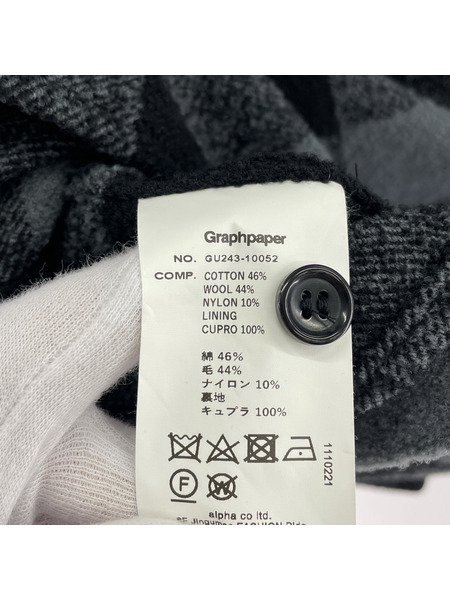 Graphpaper
NO. GU243-10052
COMP. COTTON 46%
WOOL 44%
NYLON 10%
LINING
CUPRO 100%
綿 46%
毛 44%
ナイロン 10%
裏地
キュプラ 100%
F
W
1110221
alpha co ltd.